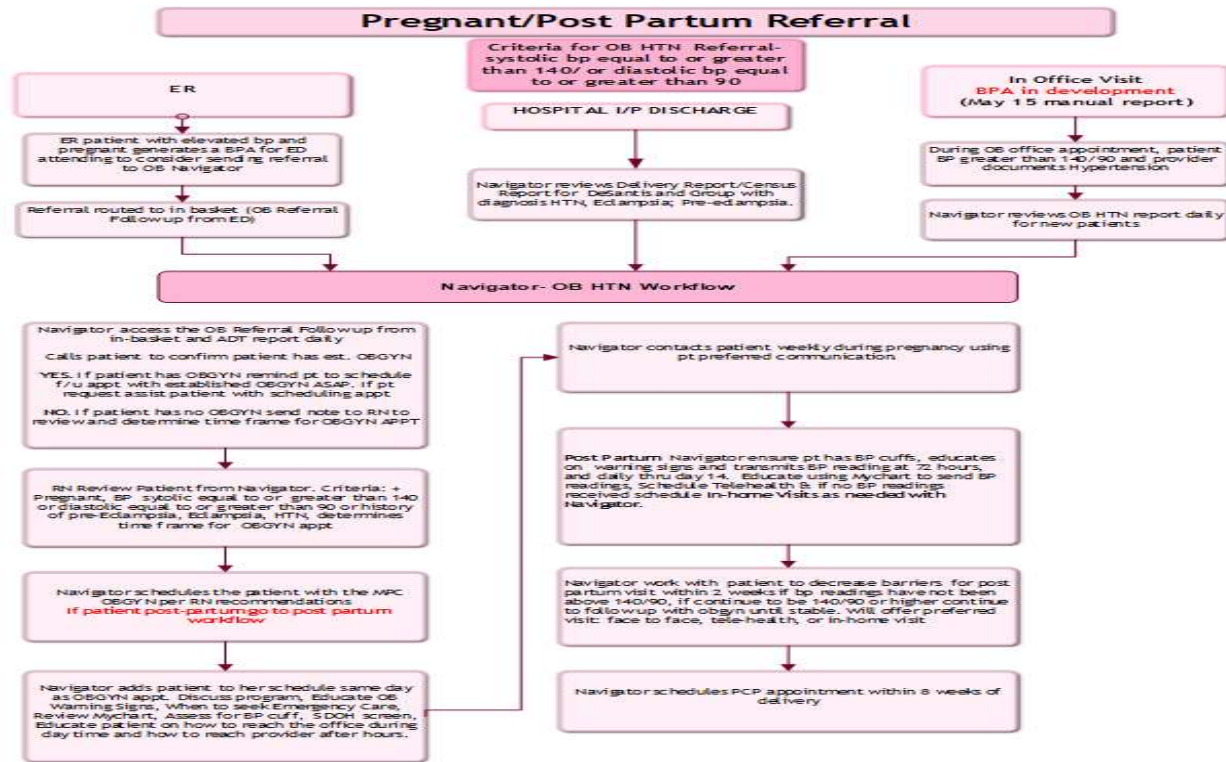 Pregnant/Post Partum Referral
Criteria for OB HTN Referral-
systolic bp equal to or greater
than 140/ or diastolic bp equal
to or greater than 90
ER
ER patient with elevated bp and
pregnant generates a BPA for ED
attending to consider sending referral
to OB Navigator
Referral routed to in basket (OB Referral
Followup from ED)
HOSPITAL I/P DISCHARGE
Navigator reviews Delivery Report/Census
Report for DeSantis and Group with
diagnosis HTN, Eclampsia; Pre-eclampsia.
In Office Visit
BPA in development
(May 15 manual report)
During OB office appointment, patient
BP greater than 140/90 and provider
documents Hypertension
Navigator reviews OB HTN report daily
for new patients
Navigator- OB HTN Workflow
Navigator access the OB Referral Followup from
in-basket and ADT report daily
Calls patient to confirm patient has est. OBGYN
YES. If patient has OBGYN remind pt to schedule
f/u appt with established OBGYN ASAP. If pt
request assist patient with scheduling appt
NO. If patient has no OBGYN send note to RN to
review and determine time frame for OBGYN APPT
RN Review Patient from Navigator. Criteria: +
Pregnant, BP sytolic equal to or greater than 140
or diastolic equal to or greater than 90 or history
of pre-Eclampsia, Eclampsia, HTN, determines
time frame for OBGYN appt
Navigator schedules the patient with the MPC
OBGYN per RN recommendations
If patient post-partum go to post partum
workflow
Navigator adds patient to her schedule same day
as OBGYN appt. Discuss program, Educate OB
Warning Signs, When to seek Emergency Care,
Review Mychart, Assess for BP cuff, SDOH screen,
Educate patient on how to reach the office during
day time and how to reach provider after hours.
Navigator contacts patient weekly during pregnancy using
pt preferred communication
Post Partum Navigator ensure pt has BP cuffs, educates
on warning signs and transmits BP reading at 72 hours,
and daily thru day 14. Educate using Mychart to send BP
readings, Schedule Telehealth & if no BP readings
received schedule In-home Visits as needed with
Navigator.
Navigator work with patient to decrease barriers for post
partum visit within 2 weeks if bp readings have not been
above 140/90, if continue to be 140/90 or higher continue
to follow up with obgyn until stable. Will offer preferred
visit: face to face, tele-health, or in-home visit
Navigator schedules PCP appointment within 8 weeks of
delivery